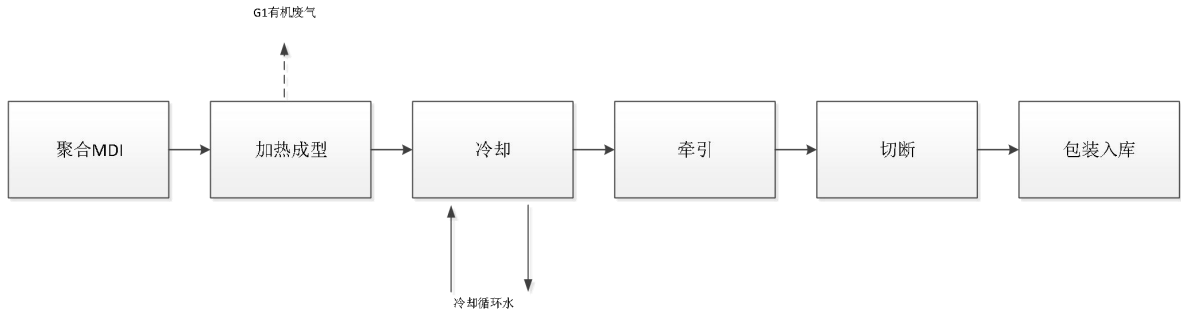 G1有机废气
聚合MDI
加热成型
冷却
牵引
切断
包装入库
冷却循环水